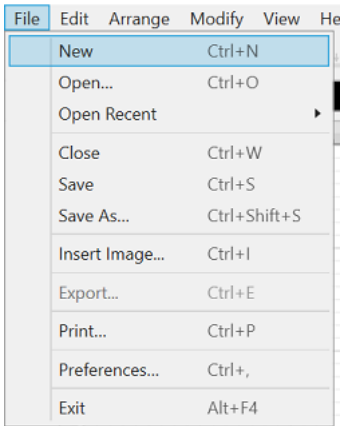 File Edit Arrange Modify View He
New Ctrl+N
Open... Ctrl+O
Open Recent
Close Ctrl+W
Save Ctrl+S
Save As... Ctrl+Shift+S
Insert Image... Ctrl+I
Export... Ctrl+E
Print... Ctrl+P
Preferences... Ctrl+,
Exit Alt+F4